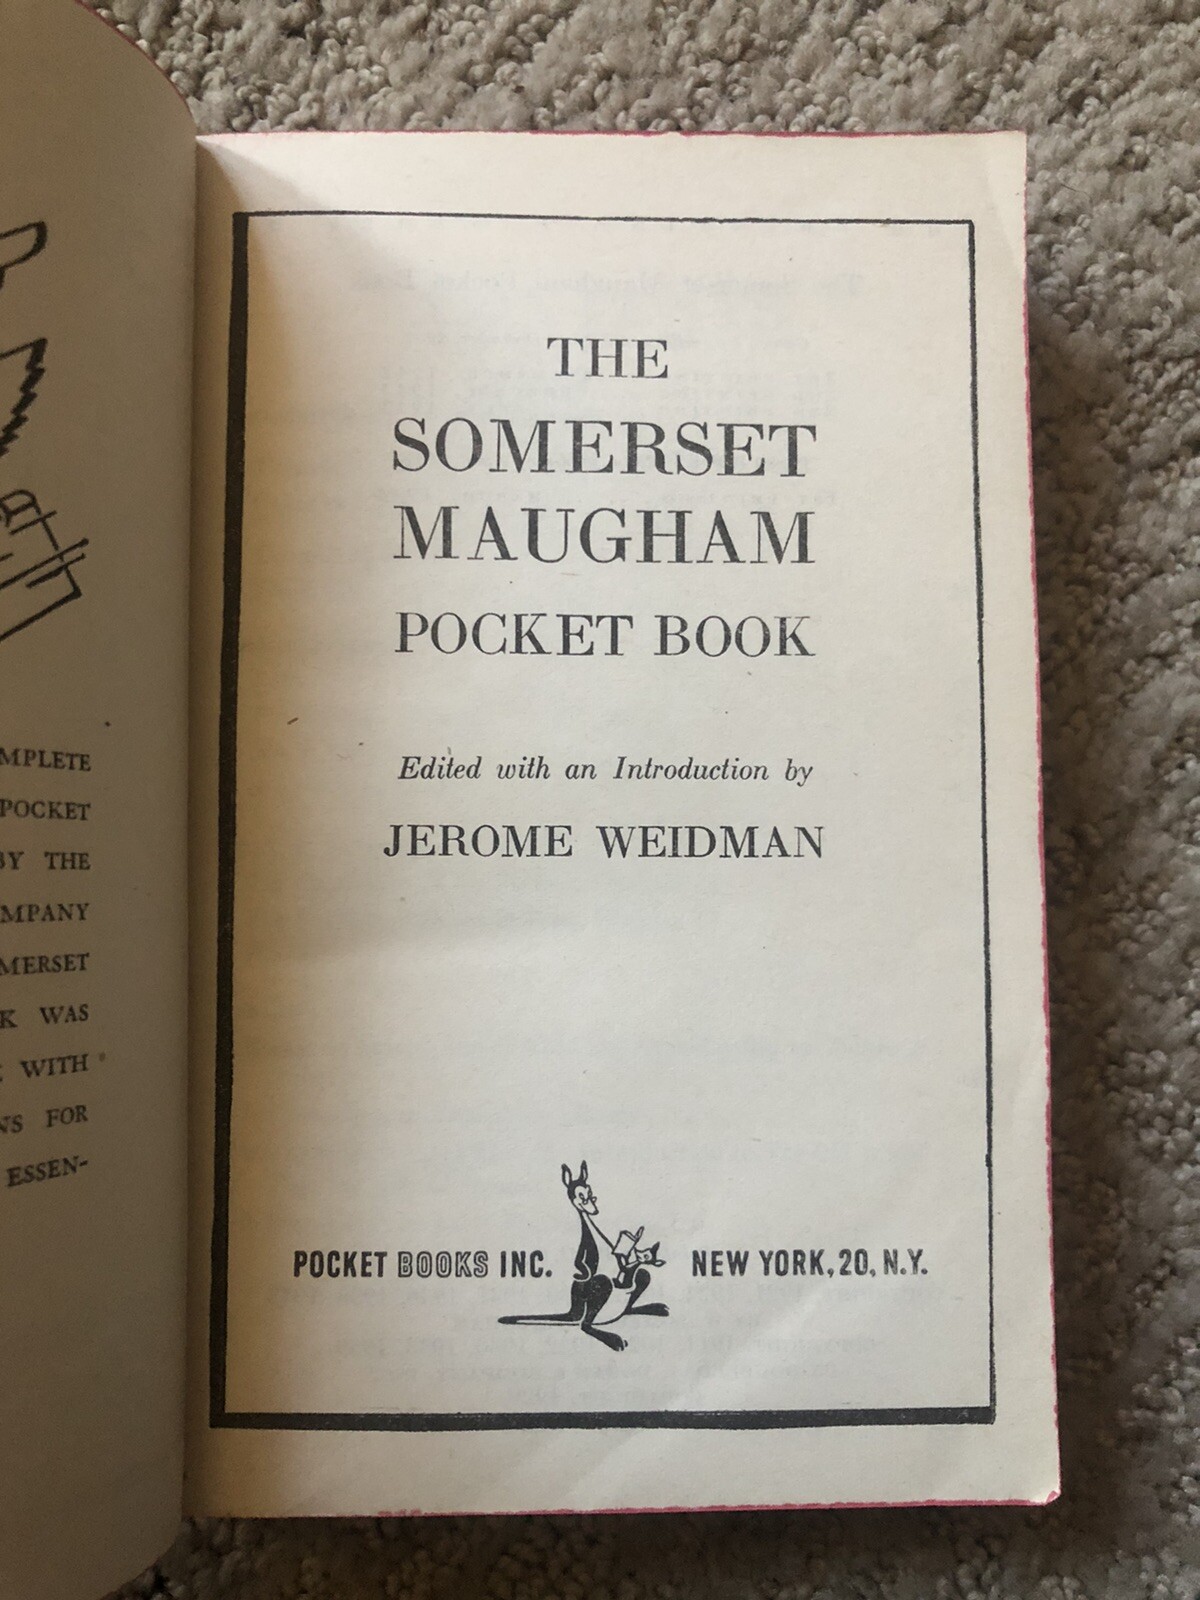 MPLETE
POCKET
BY THE
MPANY
MERSET
K WAS
WITH
NS FOR
ESSEN-
THE
SOMERSET
MAUGHAM
POCKET BOOK
Edited with an Introduction by
JEROME WEIDMAN
POCKET BOOKS INC. NEW YORK, 20, N.Y.